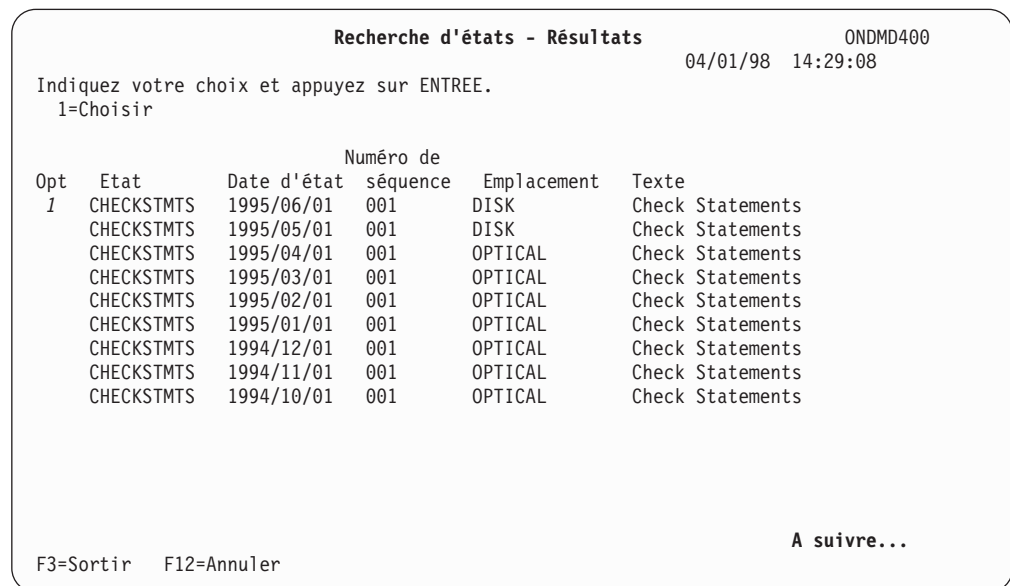 Recherche d'états - Résultats ONDMD400
04/01/98 14:29:08
Indiquez votre choix et appuyez sur ENTREE.
1=Choisir
Numéro de
Opt Etat Date d'état séquence Emplacement Texte
1 CHECKSTMTS 1995/06/01 001 DISK Check Statements
CHECKSTMTS 1995/05/01 001 DISK Check Statements
CHECKSTMTS 1995/04/01 001 OPTICAL Check Statements
CHECKSTMTS 1995/03/01 001 OPTICAL Check Statements
CHECKSTMTS 1995/02/01 001 OPTICAL Check Statements
CHECKSTMTS 1995/01/01 001 OPTICAL Check Statements
CHECKSTMTS 1994/12/01 001 OPTICAL Check Statements
CHECKSTMTS 1994/11/01 001 OPTICAL Check Statements
CHECKSTMTS 1994/10/01 001 OPTICAL Check Statements
A suivre...
F3=Sortir F12=Annuler